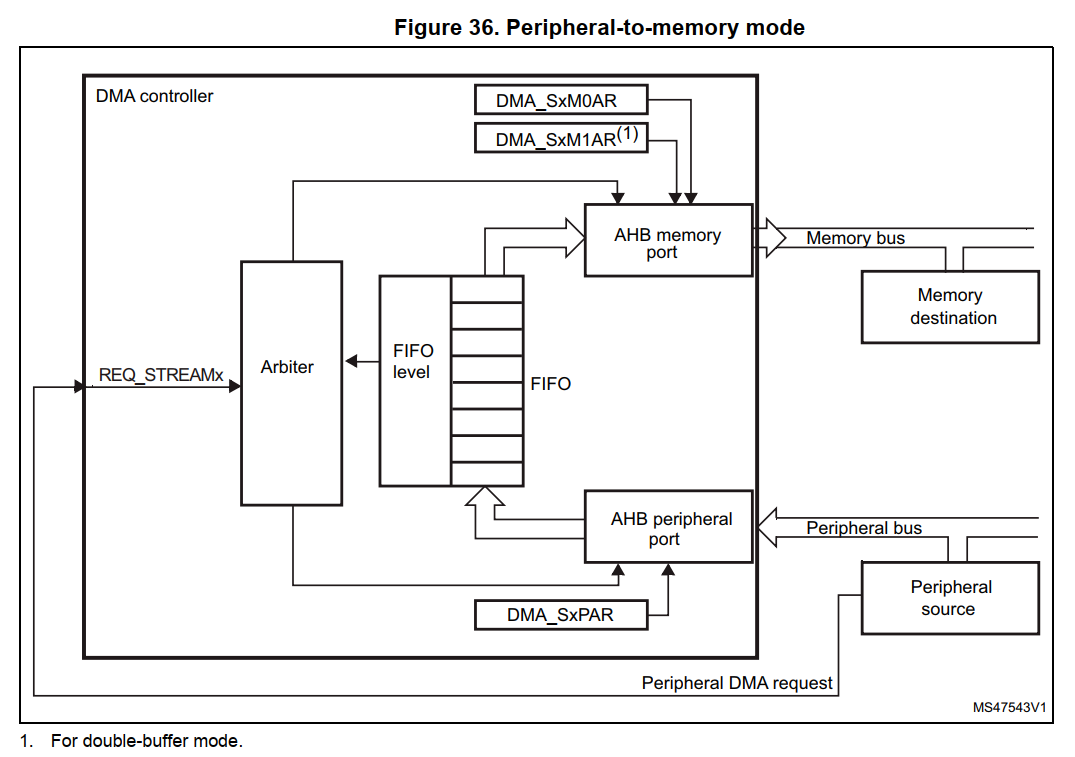 Figure 36. Peripheral-to-memory mode
DMA controller
DMA_SxM0AR
DMA_SxM1AR(1)
AHB memory
port
Memory bus
Memory
destination
REQ_STREAMx
Arbiter
FIFO
level
FIFO
AHB peripheral
port
Peripheral bus
Peripheral
source
DMA_SxPAR
Peripheral DMA request
MS47543V1
1. For double-buffer mode.